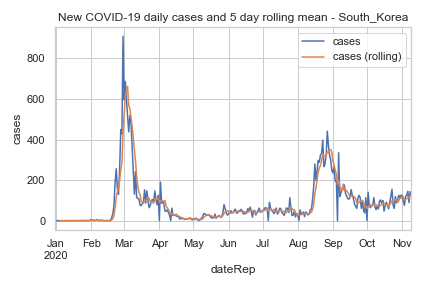 New COVID-19 daily cases and 5 day rolling mean - South_Korea
cases
cases (rolling)
cases
800
600
400
200
0
Jan Feb Mar Apr May Jun Jul Aug Sep Oct Nov
2020
dateRep